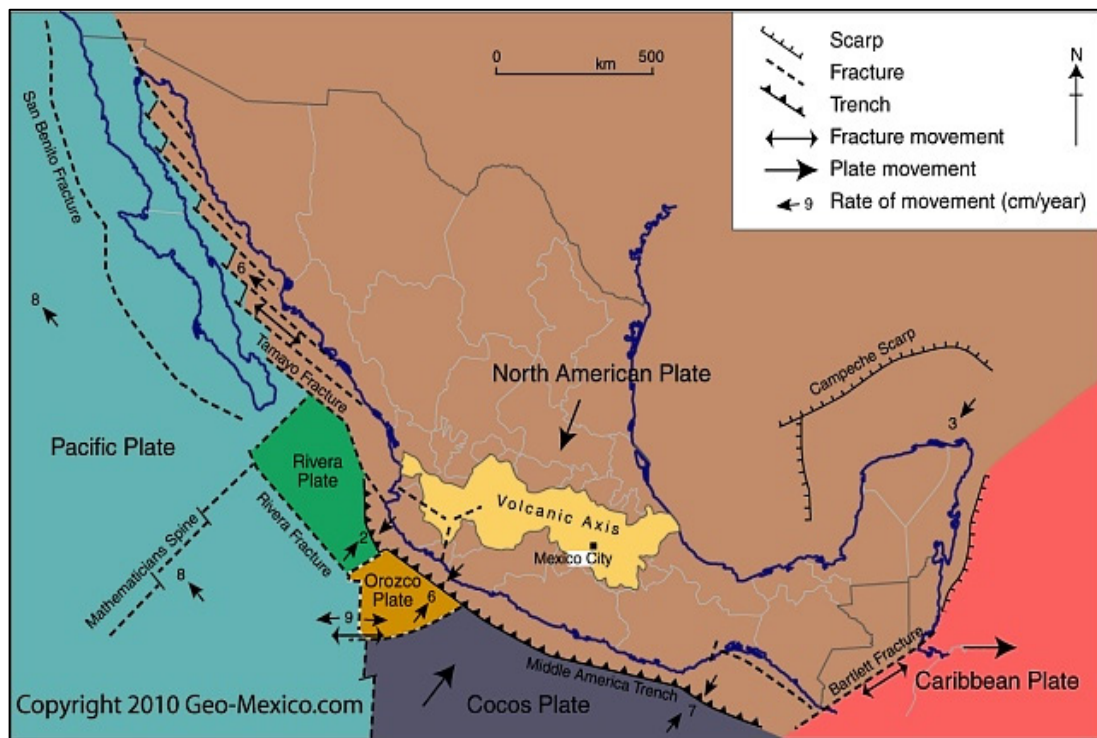 Scarp
Fracture
Trench
Fracture movement
Plate movement
9 Rate of movement (cm/year)
N
0 500
km
San Benito Fracture
8
6
Tamayo Fracture
North American Plate
Campeche Scarp
3
Pacific Plate
Rivera
Plate
Rivera Fracture
Volcanic Axis
Mexico City
Mathematicians Spine
8
2
Orozco
Plate
6
9
Middle America Trench
7
Bartlett Fracture
Caribbean Plate
Cocos Plate
Copyright 2010 Geo-Mexico.com